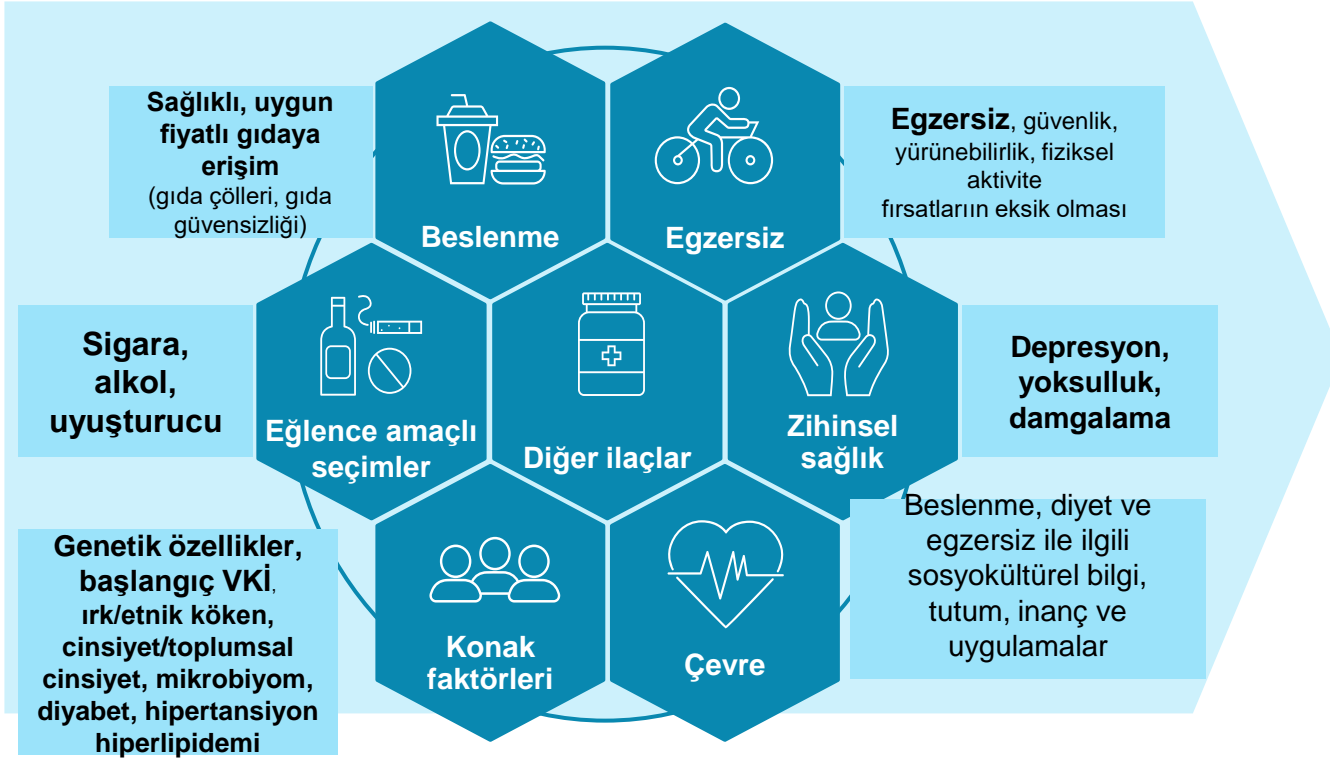 Sağlıklı, uygun
fiyatlı gıdaya
erişim
(gıda çölleri, gıda
güvensizliği)
Beslenme
Egzersiz
Egzersiz, güvenlik,
yürünebilirlik, fiziksel
aktivite
fırsatlarıın eksik olması
Sigara,
alkol,
uyuşturucu
Eğlence amaçlı
seçimler
Diğer ilaçlar
Zihinsel
sağlık
Depresyon,
yoksulluk,
damgalama
Genetik özellikler,
başlangıç VKİ,
ırk/etnik köken,
cinsiyet/toplumsal
cinsiyet, mikrobiyom,
diyabet, hipertansiyon
hiperlipidemi
Konak
faktörleri
Çevre
Beslenme, diyet ve
egzersiz ile ilgili
sosyokültürel bilgi,
tutum, inanç ve
uygulamalar